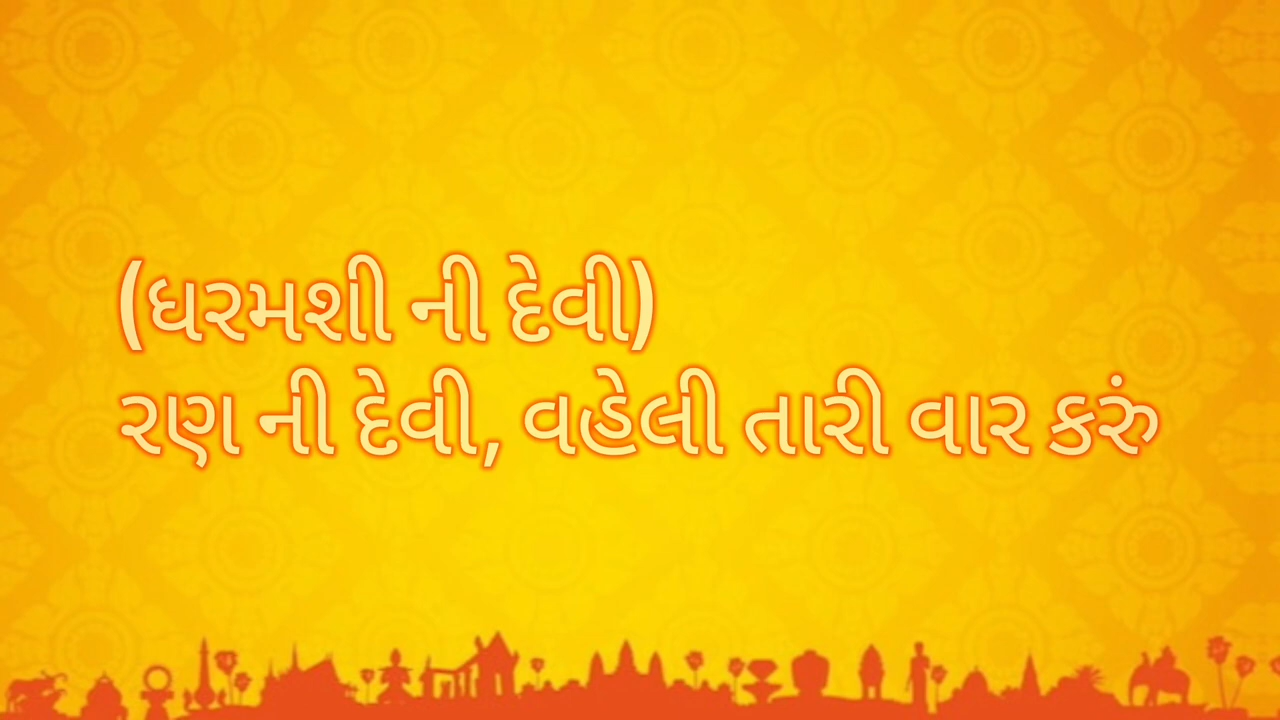 (ધરમશી ની દેવી)
રણ ની દેવી, વહેલી તારી વાર કરું